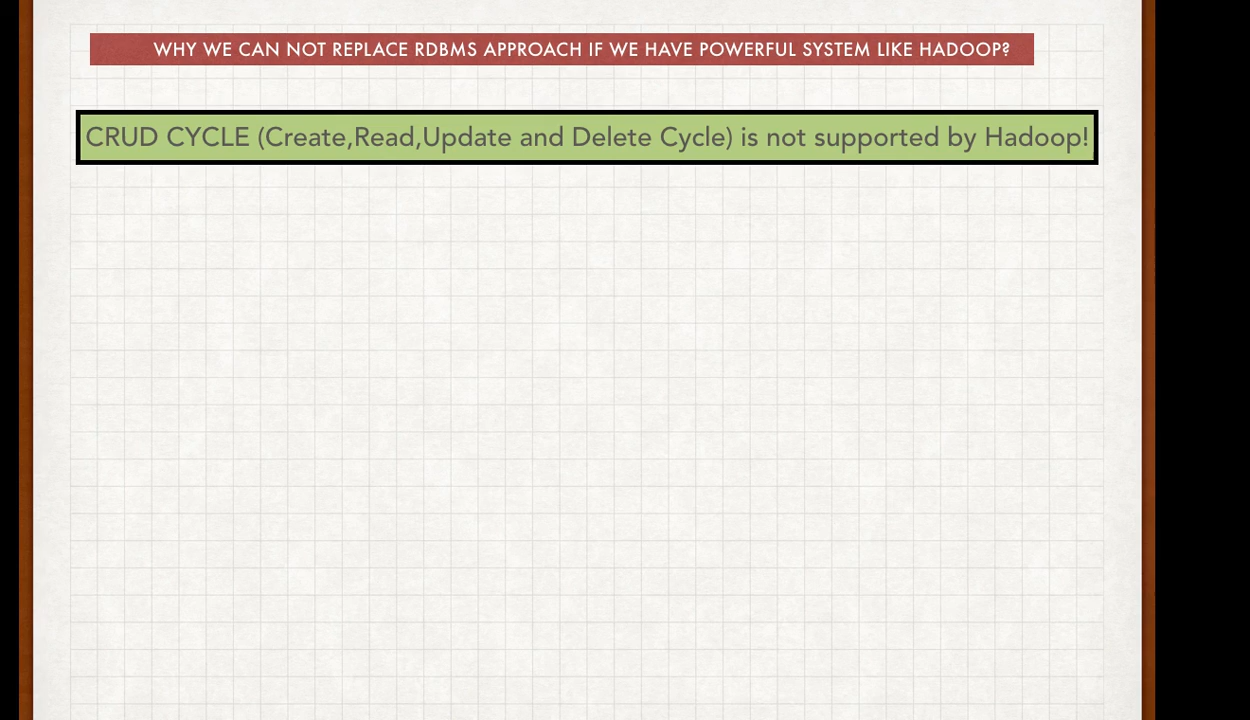 WHY WE CAN NOT REPLACE RDBMS APPROACH IF WE HAVE POWERFUL SYSTEM LIKE HADOOP?
CRUD CYCLE (Create,Read,Update and Delete Cycle) is not supported by Hadoop!